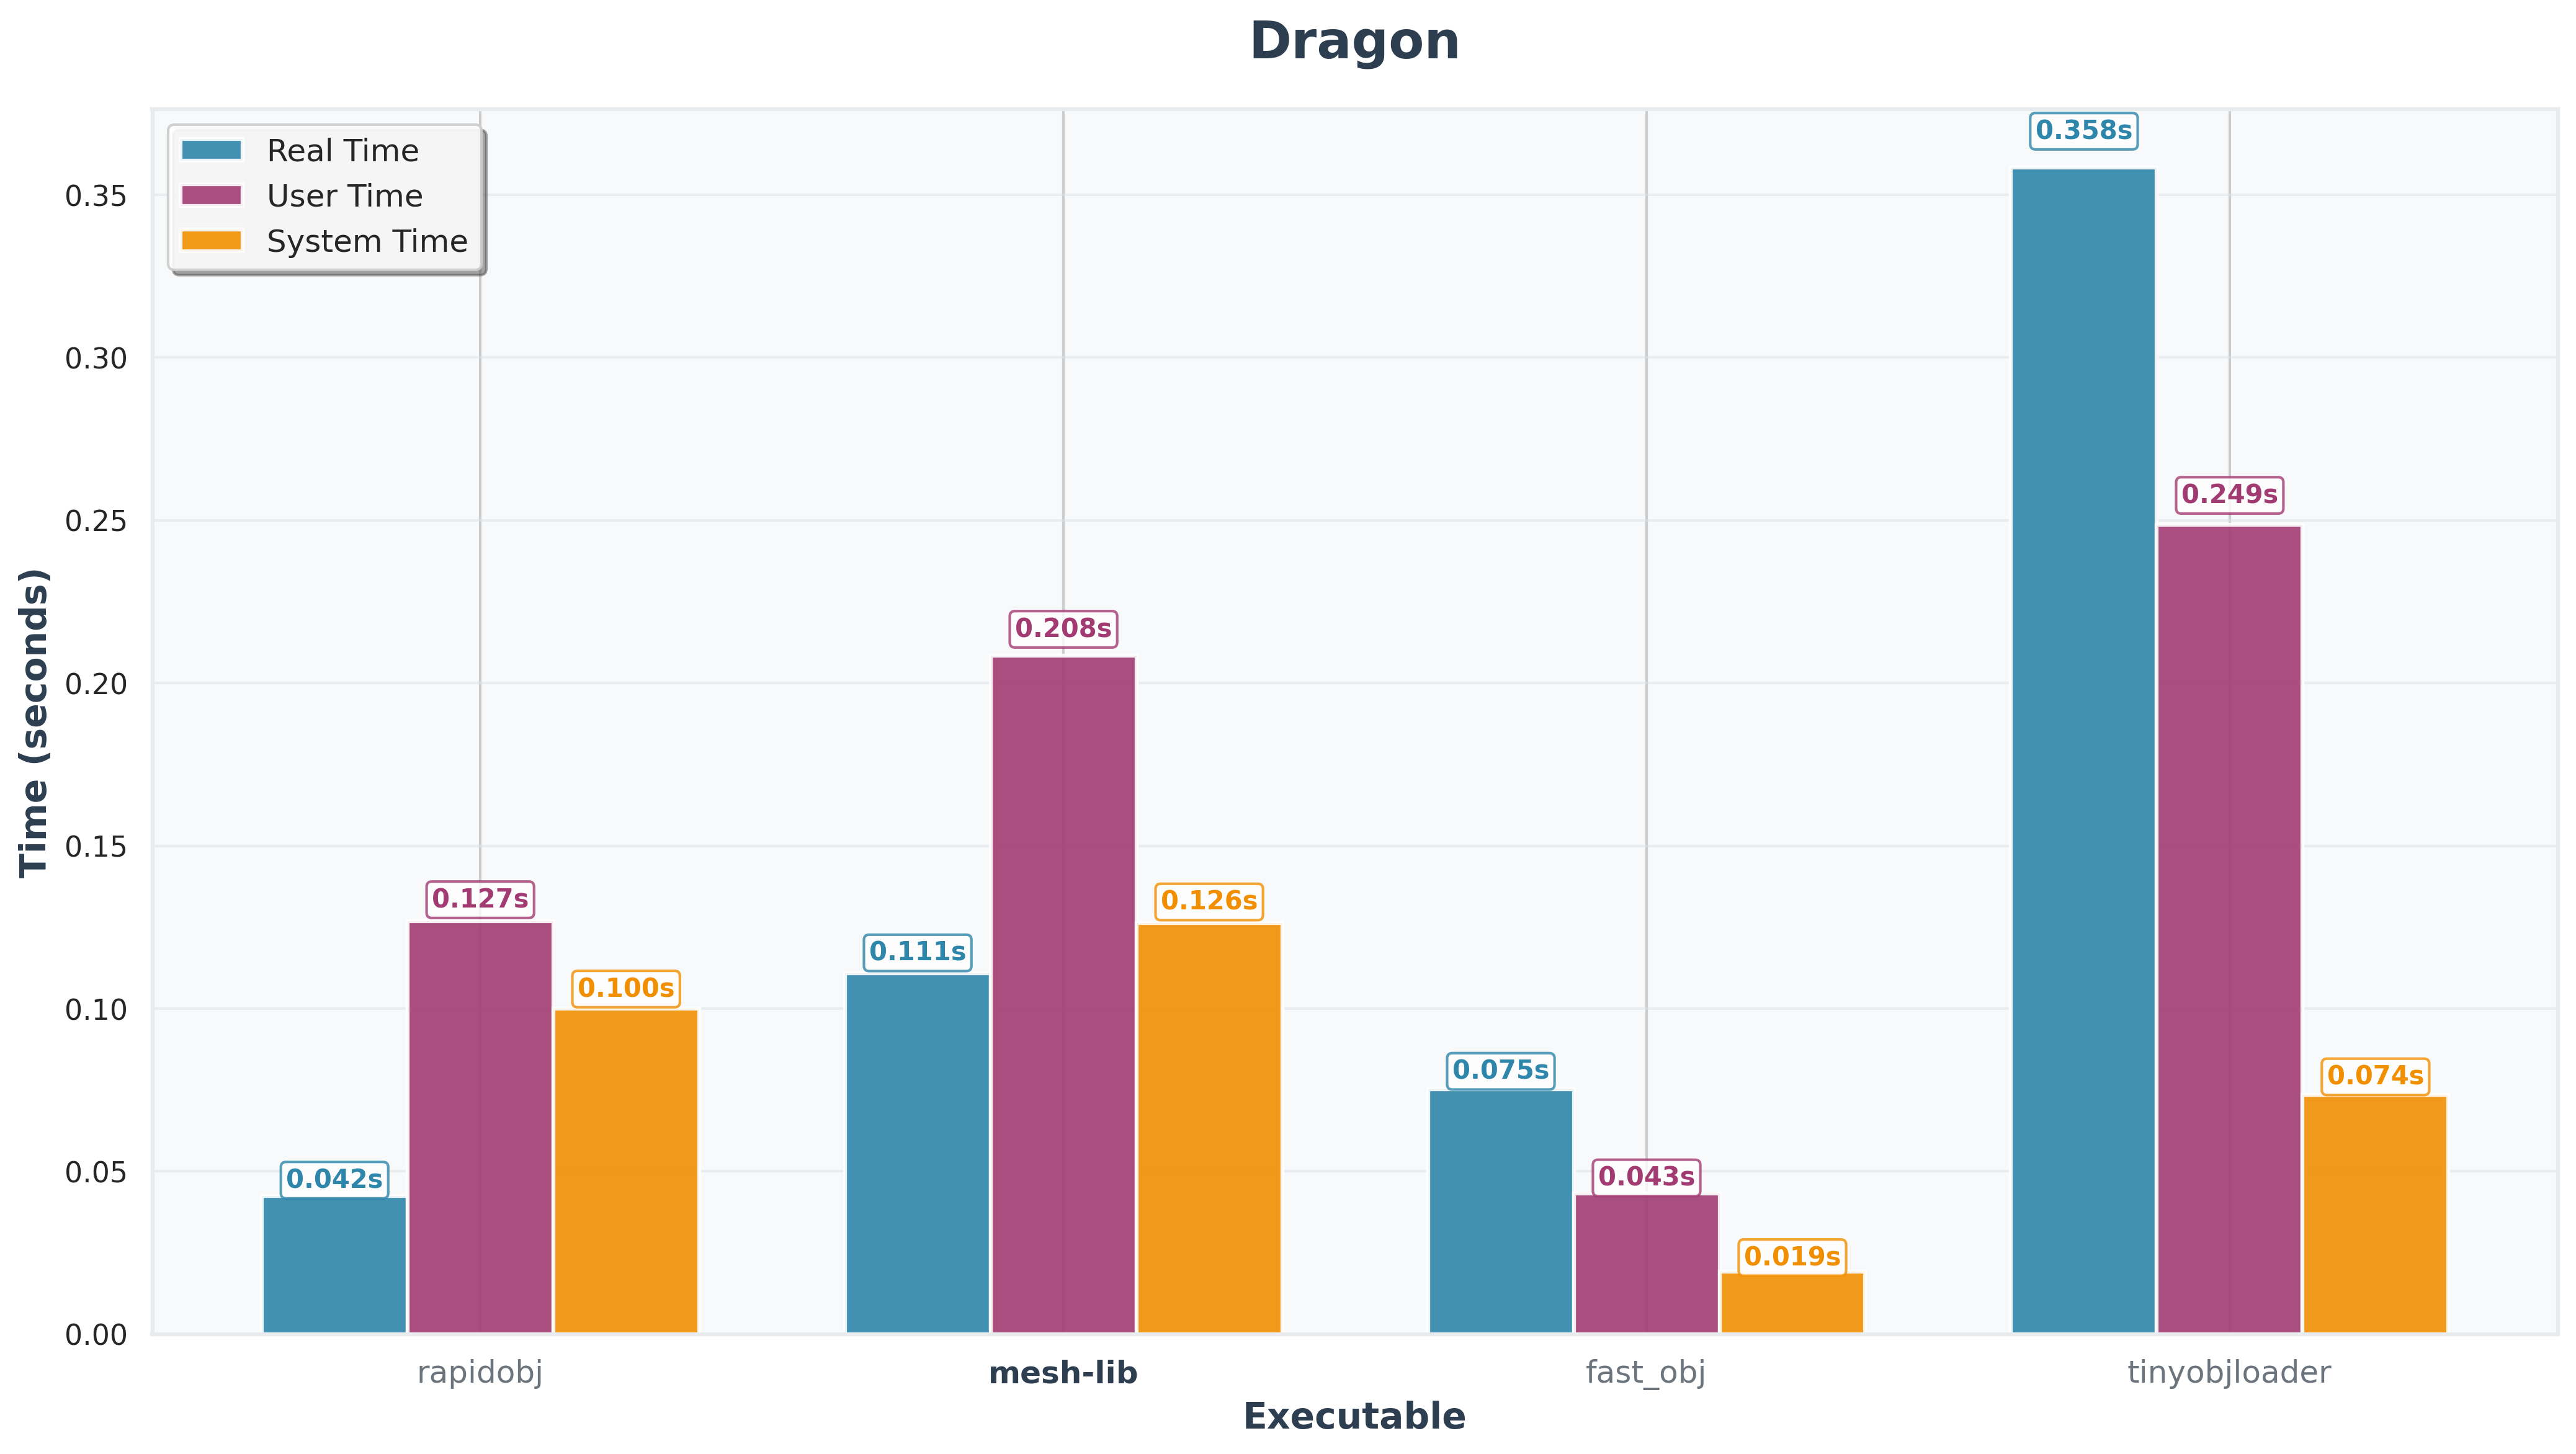 Dragon
Real Time
User Time
System Time
Time (seconds)
0.35
0.30
0.25
0.20
0.15
0.10
0.05
0.00
0.042s
0.127s
0.100s
0.111s
0.208s
0.126s
0.075s
0.043s
0.019s
0.358s
0.249s
0.074s
rapidobj
mesh-lib
fast_obj
tinyobjloader
Executable